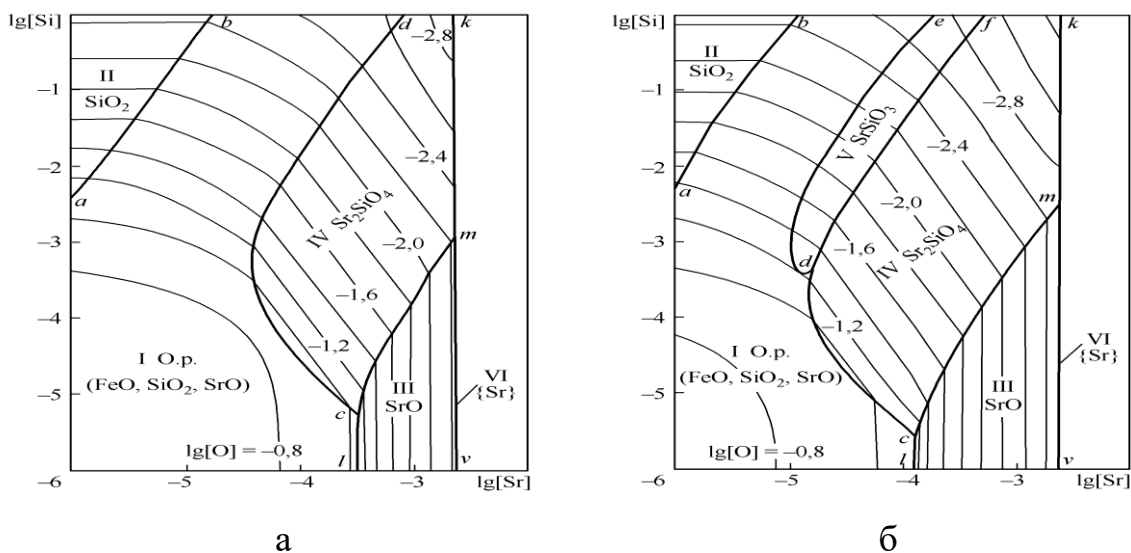 lg[Si]
b
d
k
–2,8
II
SiO₂
–1
–2,4
–2
a
IV Sr₂SiO₄
–3
–2,0
m
–1,6
–4
–1,2
I О.р.
(FeO, SiO₂, SrO)
III
SrO
VI
{Sr}
–5
c
lg[O] = –0,8
l
v
–6
–5
–4
–3
lg[Sr]
а
lg[Si]
b
e
f
k
II
SiO₂
–1
–2,8
V SrSiO₃
–2,4
–2
a
–2,0
m
–3
d
–1,6
IV Sr₂SiO₄
–4
–1,2
I О.р.
(FeO, SiO₂, SrO)
VI
{Sr}
III
SrO
–5
c
lg[O] = –0,8
l
v
–6
–5
–4
–3
lg[Sr]
б